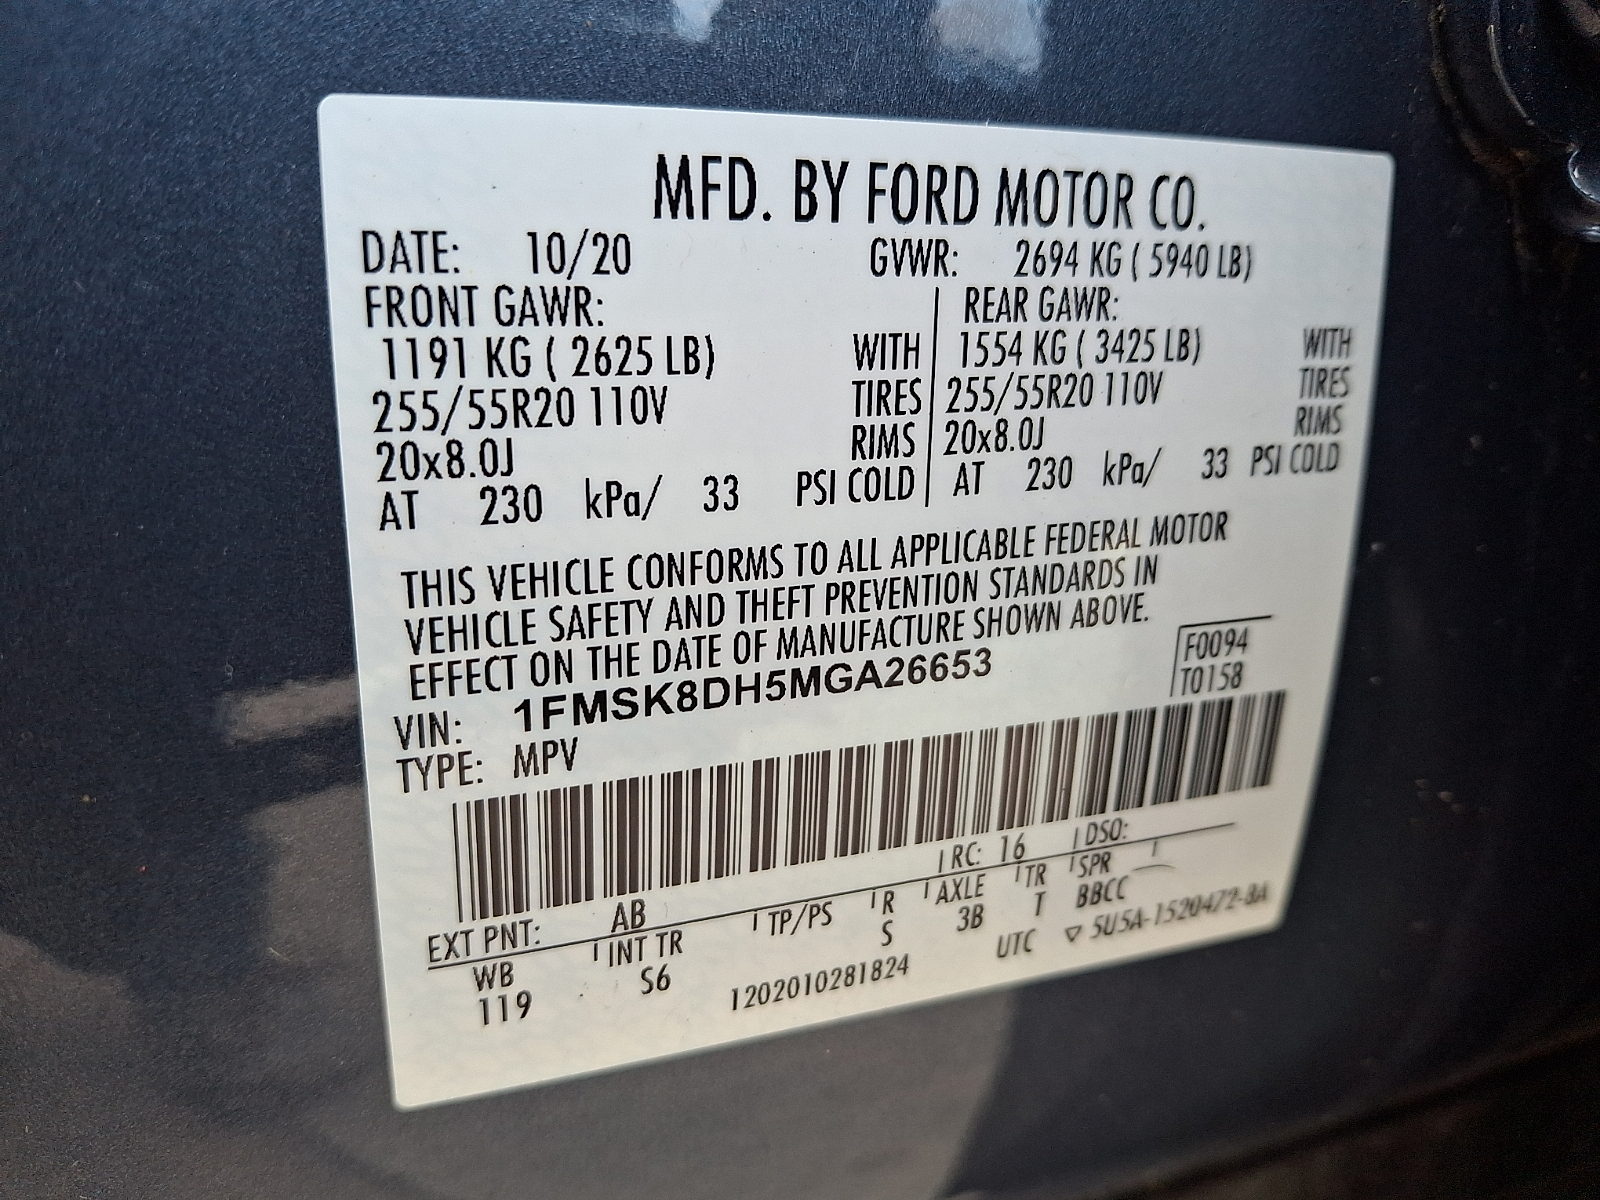 MFD. BY FORD MOTOR CO.
DATE: 10/20 GVWR: 2694 KG ( 5940 LB)
FRONT GAWR: REAR GAWR:
1191 KG ( 2625 LB) WITH 1554 KG ( 3425 LB) WITH
255/55R20 110V TIRES 255/55R20 110V TIRES
20x8.0J RIMS 20x8.0J RIMS
AT 230 kPa/ 33 PSI COLD AT 230 kPa/ 33 PSI COLD
THIS VEHICLE CONFORMS TO ALL APPLICABLE FEDERAL MOTOR
VEHICLE SAFETY AND THEFT PREVENTION STANDARDS IN
EFFECT ON THE DATE OF MANUFACTURE SHOWN ABOVE.
VIN: 1FMSK8DH5MGA26653 F0094
TYPE: MPV T0158
EXT PNT: AB RC: 16 DSO:
WB INT TR TP/PS R AXLE TR SPR
119 S6 S 3B T BBCC
1202010281824 UTC ▽ 5U5A-1520472-BA